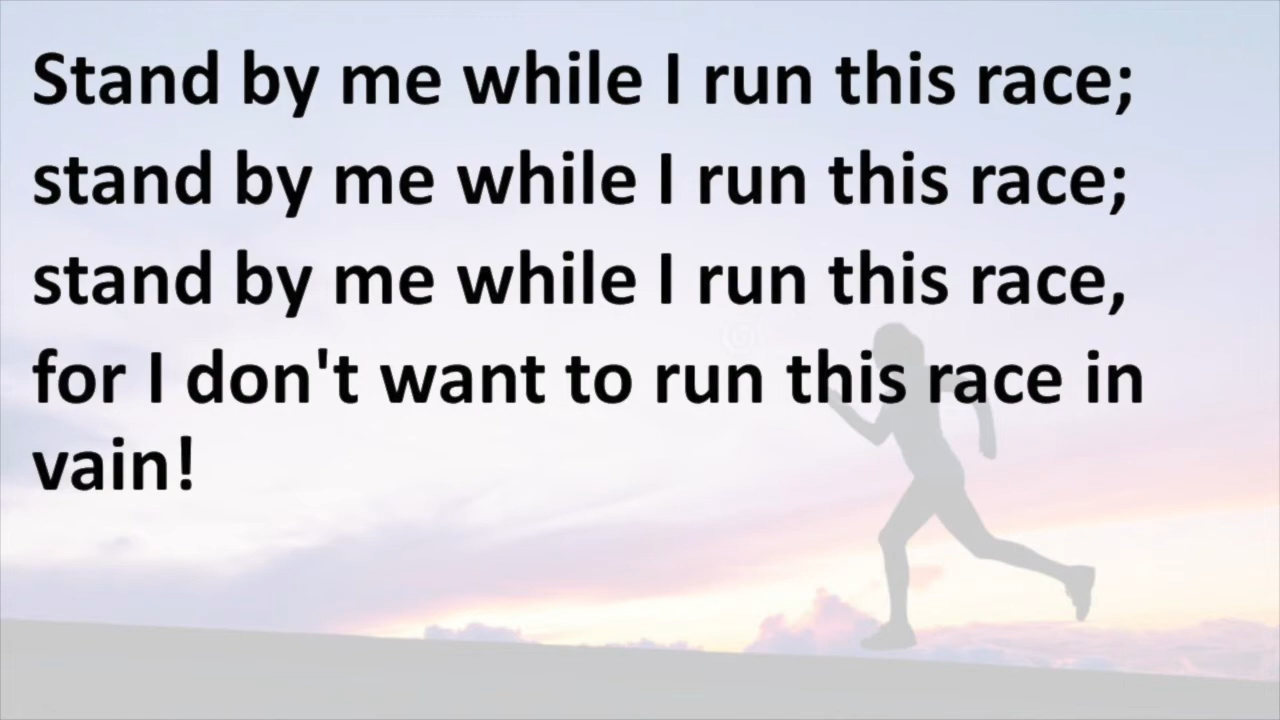 Stand by me while I run this race;
stand by me while I run this race;
stand by me while I run this race,
for I don't want to run this race in
vain!